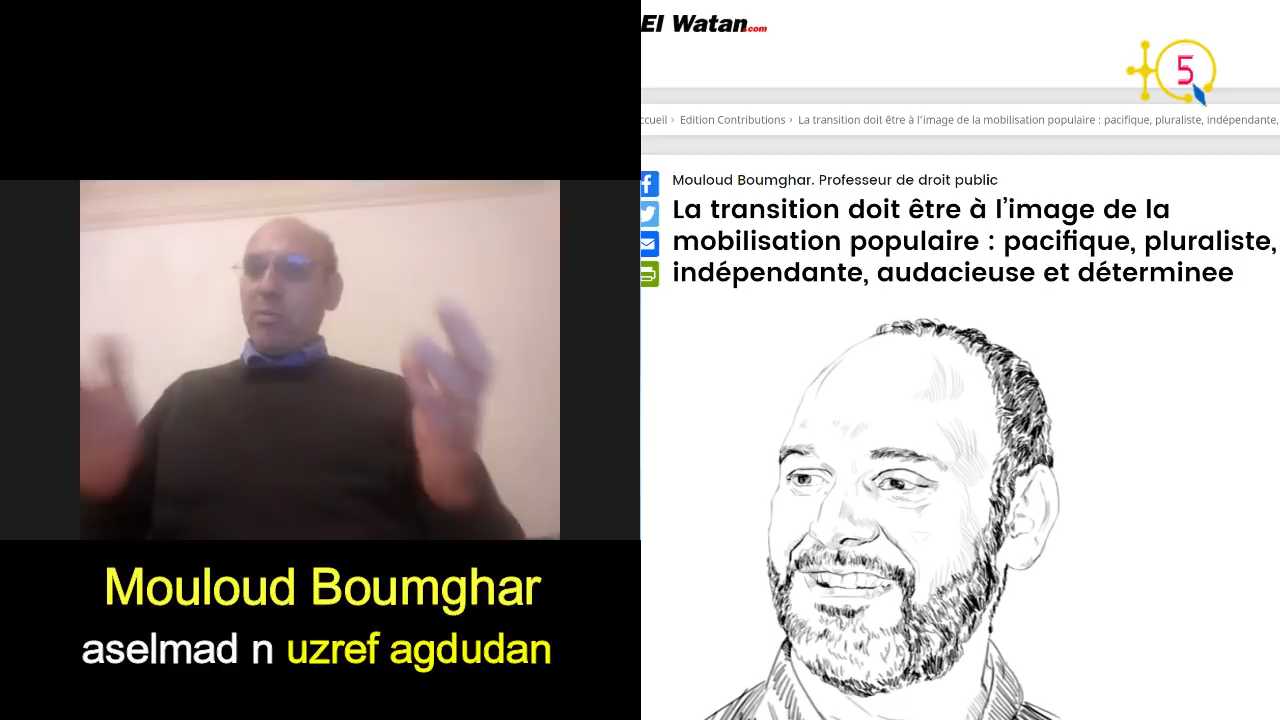 Mouloud Boumghar
aselmad n uzref agdudan
El Watan.com
5
ccueil › Edition Contributions › La transition doit être à l'image de la mobilisation populaire : pacifique, pluraliste, indépendante,
Mouloud Boumghar. Professeur de droit public
La transition doit être à l'image de la
mobilisation populaire : pacifique, pluraliste,
indépendante, audacieuse et déterminee